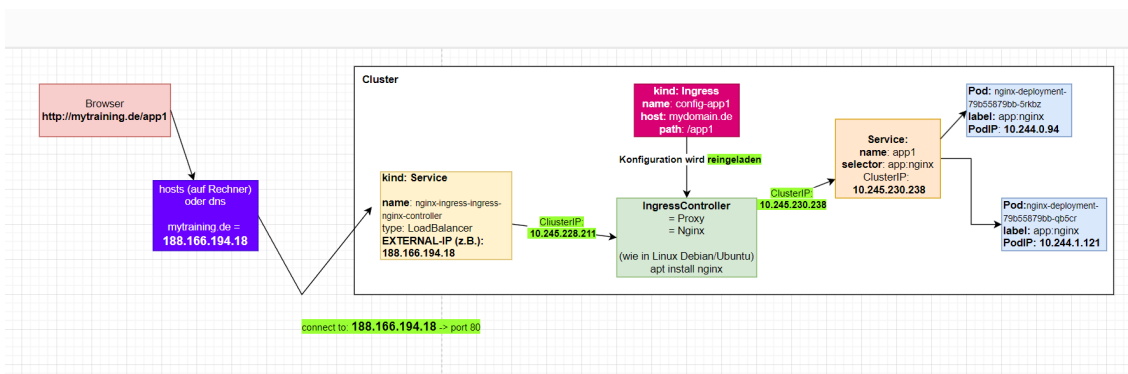 Cluster
Browser
http://mytraining.de/app1
hosts (auf Rechner)
oder dns
mytraining.de =
188.166.194.18
connect to: 188.166.194.18 -> port 80
kind: Service
name: nginx-ingress-ingress-
nginx-controller
type: LoadBalancer
EXTERNAL-IP (z.B.):
188.166.194.18
CliusterIP:
10.245.228.211
kind: Ingress
name: config-app1
host: mydomain.de
path: /app1
Konfiguration wird reingeladen
IngressController
= Proxy
= Nginx
(wie in Linux Debian/Ubuntu)
apt install nginx
ClusterIP:
10.245.230.238
Service:
name: app1
selector: app:nginx
ClusterIP:
10.245.230.238
Pod: nginx-deployment-
79b55879bb-5rkbz
label: app:nginx
PodIP: 10.244.0.94
Pod:nginx-deployment-
79b55879bb-qb5cr
label: app:nginx
PodIP: 10.244.1.121